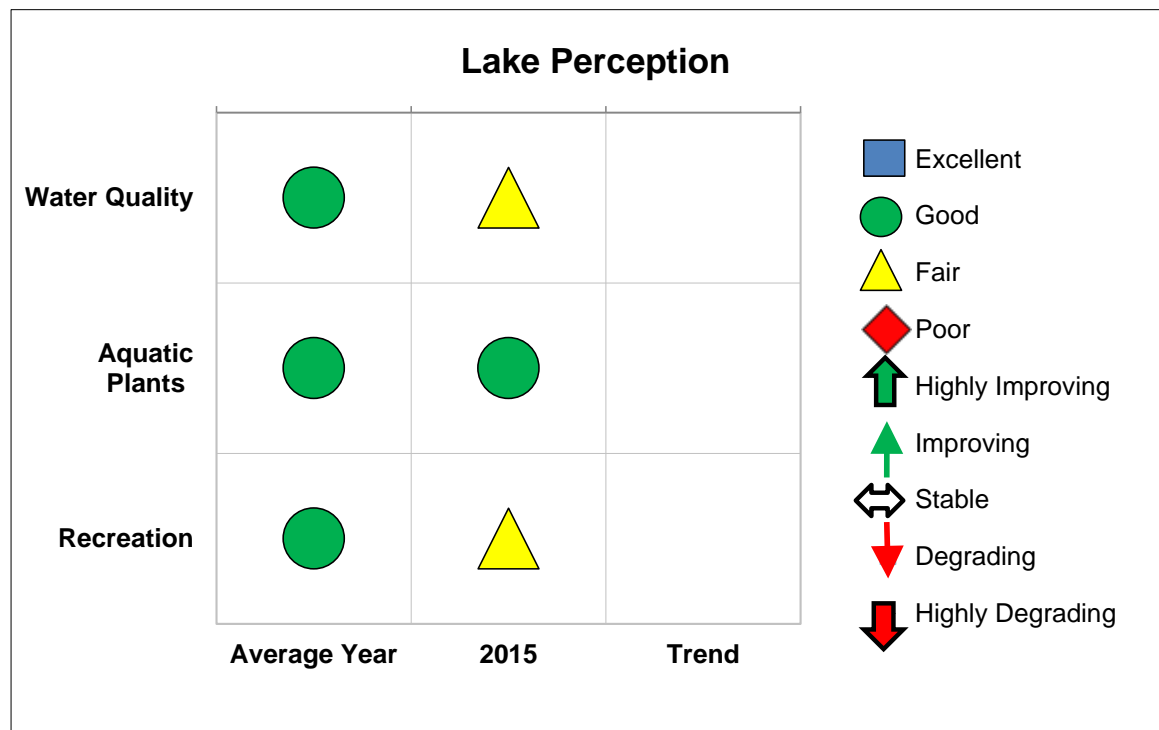 Lake Perception
Water Quality
Aquatic
Plants
Recreation
Average Year
2015
Trend
Excellent
Good
Fair
Poor
Highly Improving
Improving
Stable
Degrading
Highly Degrading